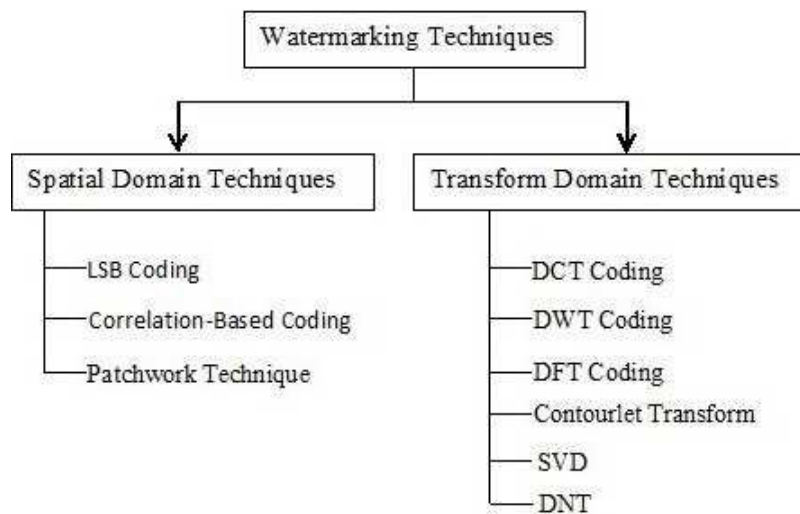 Watermarking Techniques
Spatial Domain Techniques
LSB Coding
Correlation-Based Coding
Patchwork Technique
Transform Domain Techniques
DCT Coding
DWT Coding
DFT Coding
Contourlet Transform
SVD
DNT